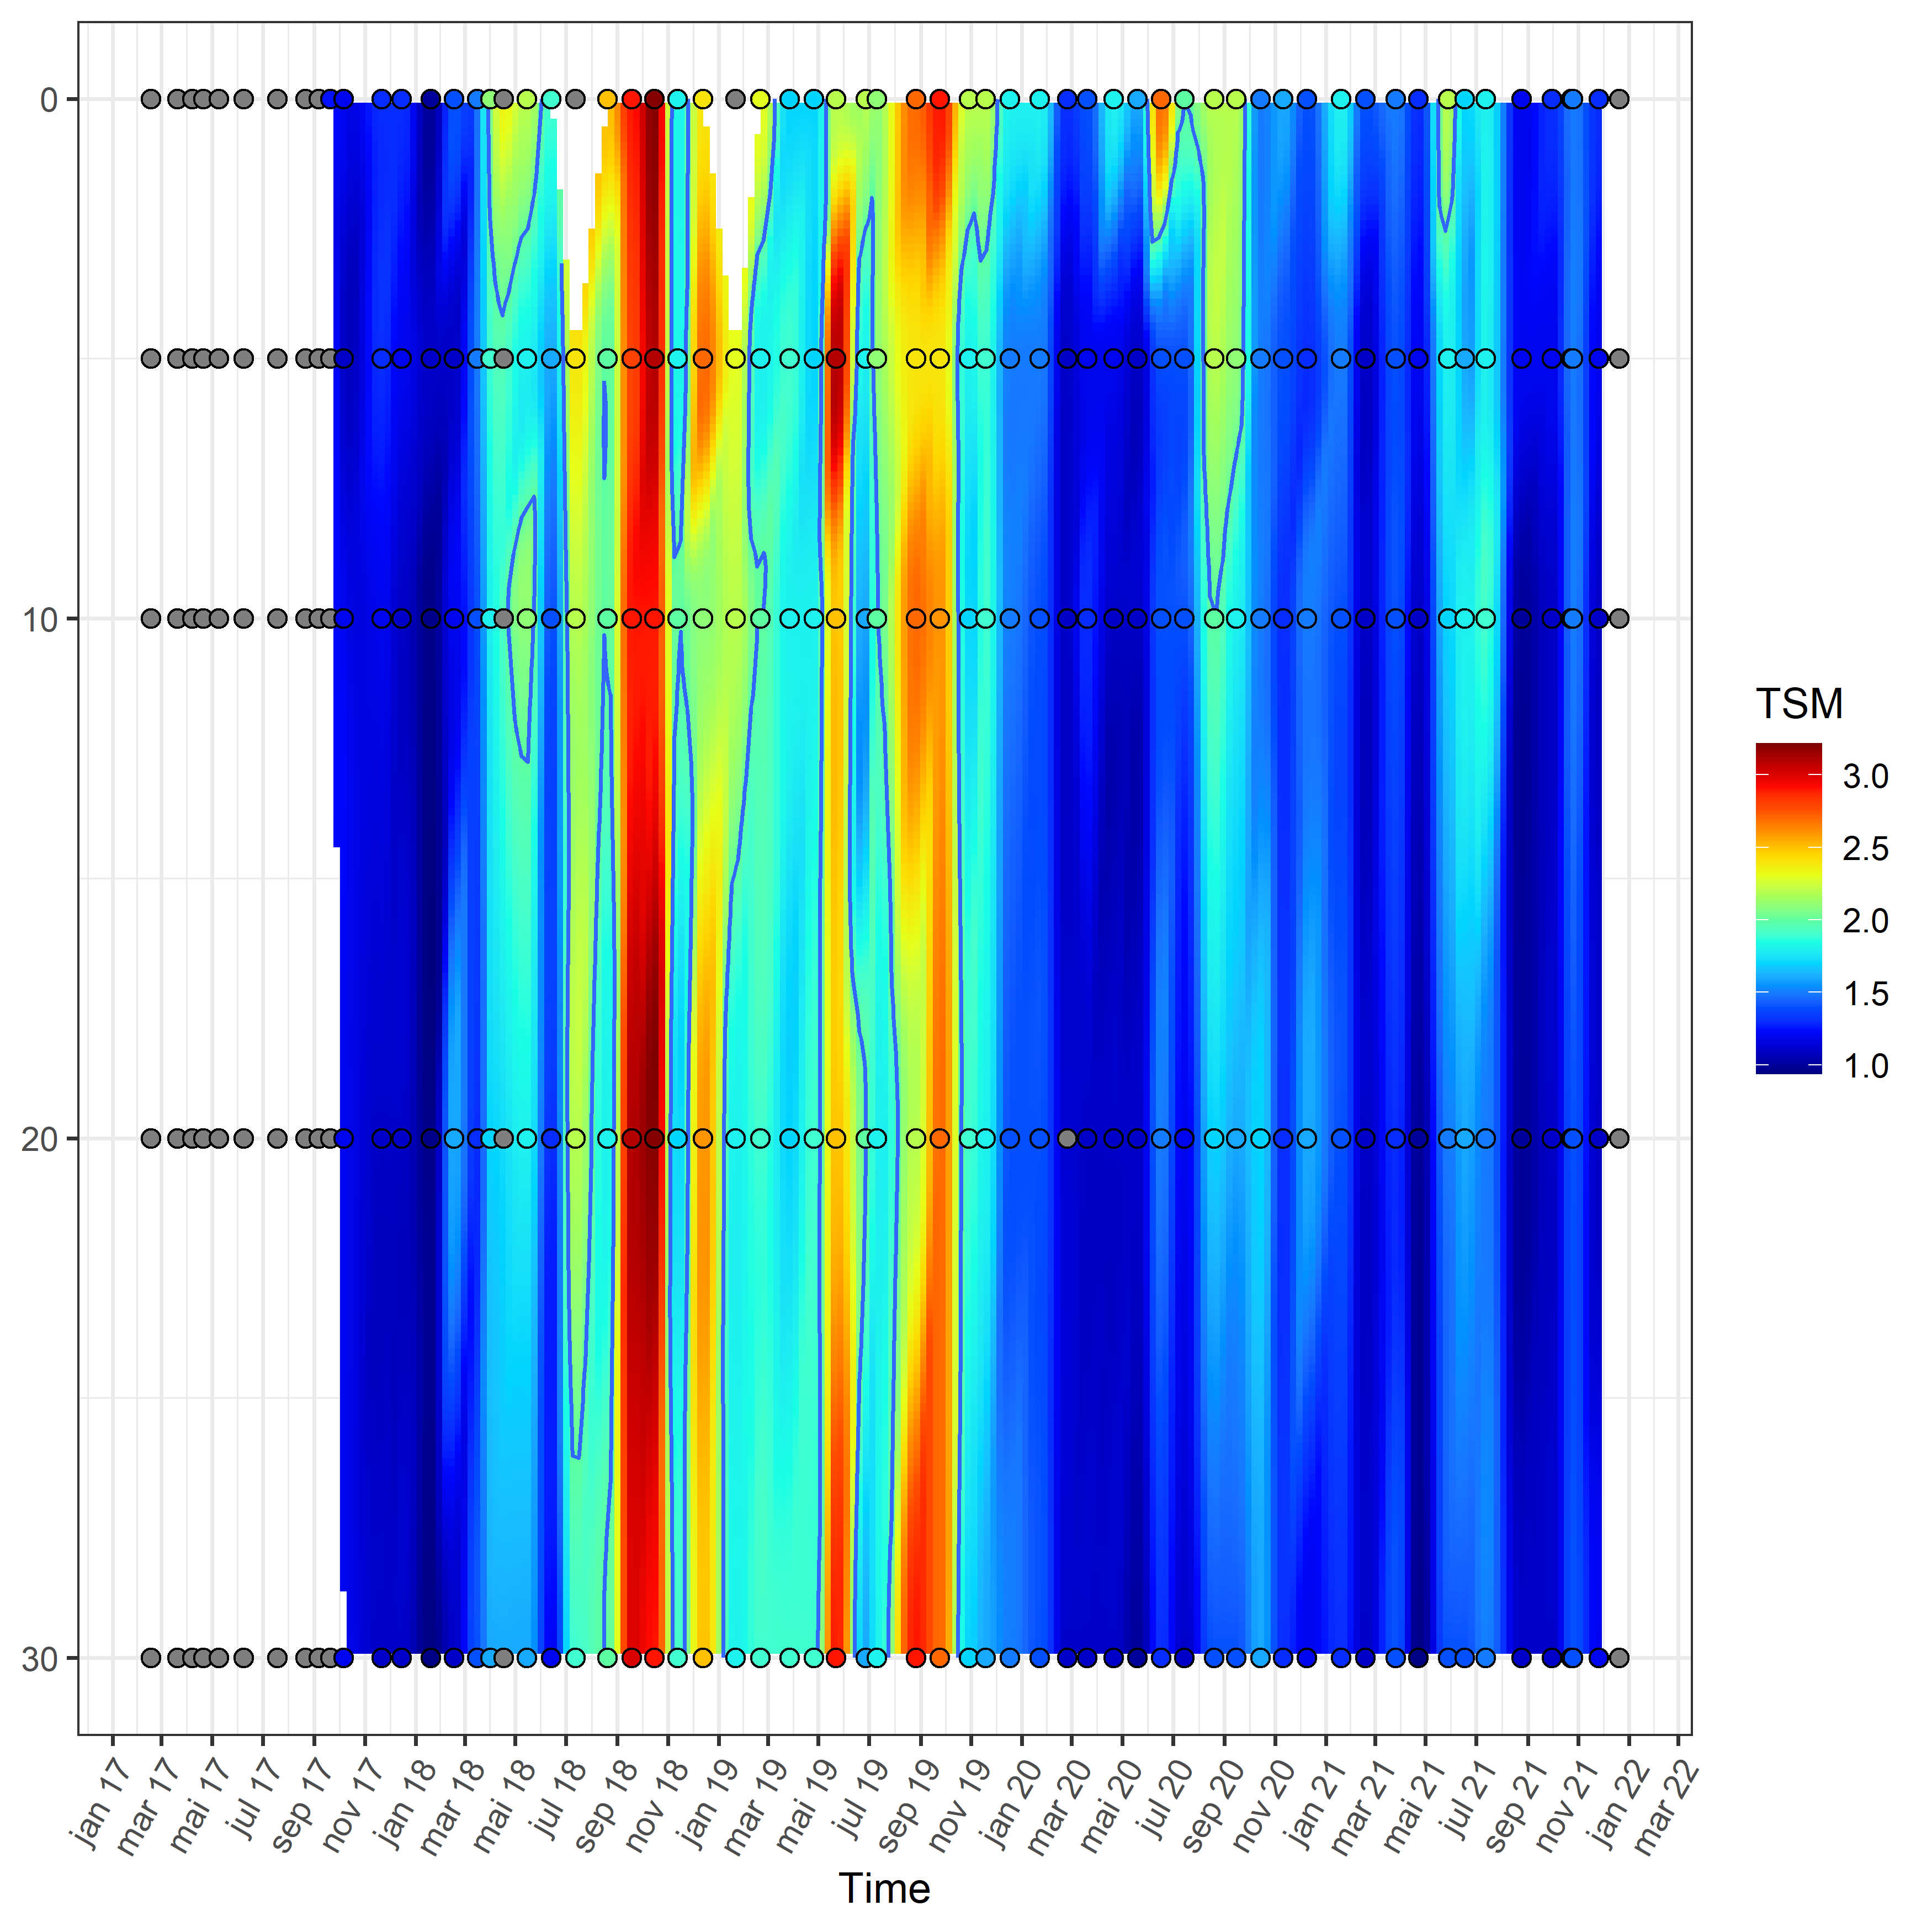 0
10
20
30
TSM
3.0
2.5
2.0
1.5
1.0
jan 17
mar 17
mai 17
jul 17
sep 17
nov 17
jan 18
mar 18
mai 18
jul 18
sep 18
nov 18
jan 19
mar 19
mai 19
jul 19
sep 19
nov 19
jan 20
mar 20
mai 20
jul 20
sep 20
nov 20
jan 21
mar 21
mai 21
jul 21
sep 21
nov 21
jan 22
mar 22
Time